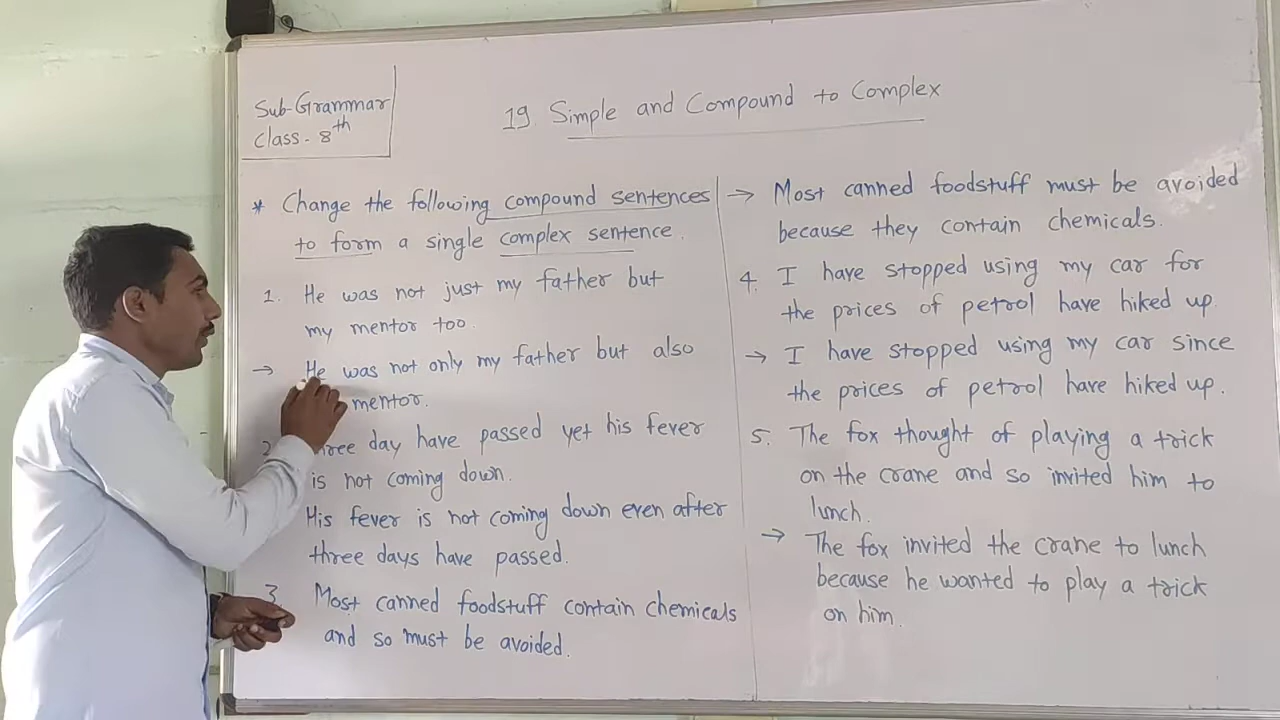 Sub-Grammar
Class- 8th
19. Simple and Compound to Complex
* Change the following compound sentences
to form a single complex sentence.
1. He was not just my father but
my mentor too.
→ He was not only my father but also
mentor.
day have passed yet his fever
is not coming down.
His fever is not coming down even after
three days have passed.
3 Most canned foodstuff contain chemicals
and so must be avoided.
→ Most canned foodstuff must be avoided
because they contain chemicals.
4. I have stopped using my car for
the prices of petrol have hiked up.
→ I have stopped using my car since
the prices of petrol have hiked up.
5. The fox thought of playing a trick
on the crane and so invited him to
lunch.
→ The fox invited the crane to lunch
because he wanted to play a trick
on him.